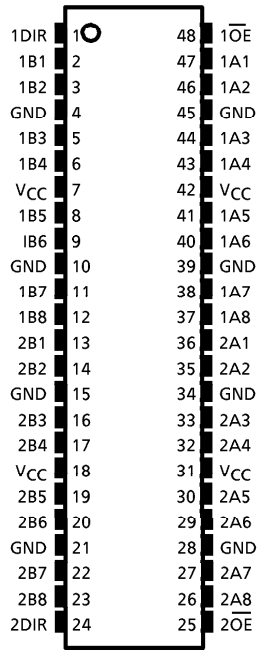 1DIR 1 48 1O̅E̅
1B1 2 47 1A1
1B2 3 46 1A2
GND 4 45 GND
1B3 5 44 1A3
1B4 6 43 1A4
VCC 7 42 VCC
1B5 8 41 1A5
IB6 9 40 1A6
GND 10 39 GND
1B7 11 38 1A7
1B8 12 37 1A8
2B1 13 36 2A1
2B2 14 35 2A2
GND 15 34 GND
2B3 16 33 2A3
2B4 17 32 2A4
VCC 18 31 VCC
2B5 19 30 2A5
2B6 20 29 2A6
GND 21 28 GND
2B7 22 27 2A7
2B8 23 26 2A8
2DIR 24 25 2O̅E̅